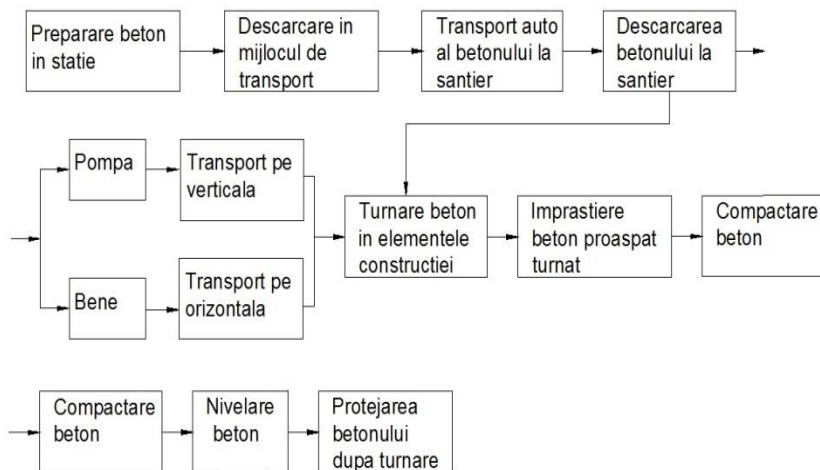 Preparare beton
in statie
Descarcare in
mijlocul de
transport
Transport auto
al betonului la
santier
Descarcarea
betonului la
santier
Pompa
Transport pe
verticala
Bene
Transport pe
orizontala
Turnare beton
in elementele
constructiei
Imprastiere
beton proaspat
turnat
Compactare
beton
Compactare
beton
Nivelare
beton
Protejarea
betonului
dupa turnare